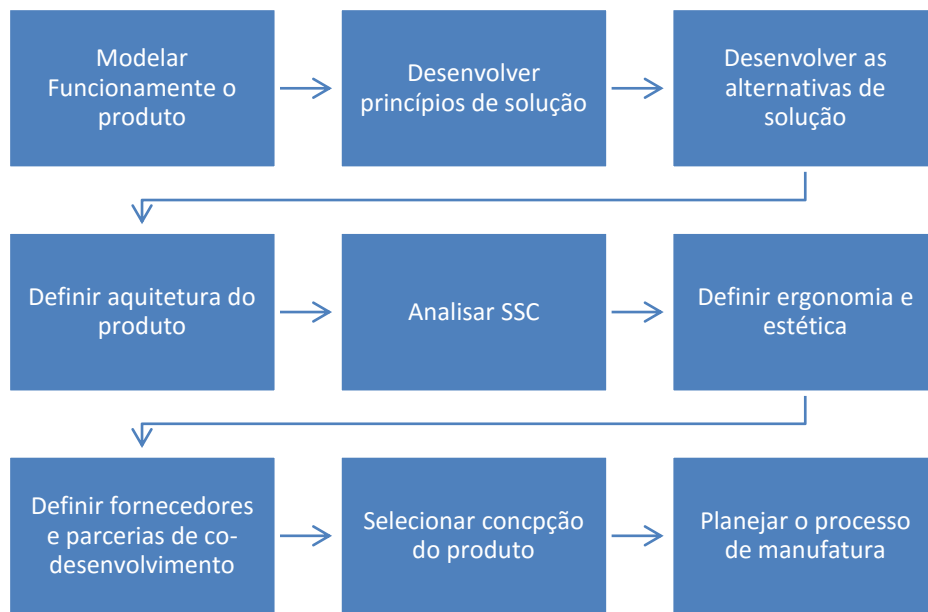 Modelar
Funcionamente o
produto
Desenvolver
princípios de solução
Desenvolver as
alternativas de
solução
Definir aquitetura do
produto
Analisar SSC
Definir ergonomia e
estética
Definir fornecedores
e parcerias de co-
desenvolvimento
Selecionar concpção
do produto
Planejar o processo
de manufatura